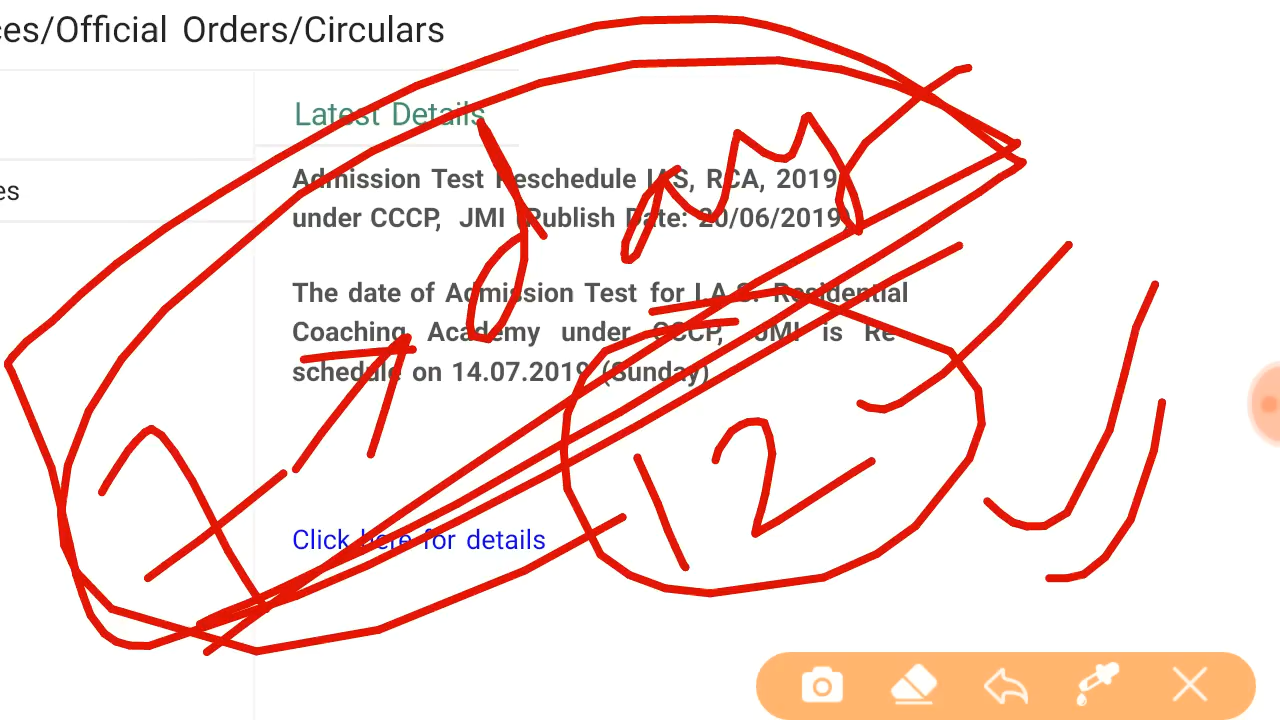 ces/Official Orders/Circulars
Latest Details
es
Admission Test Reschedule IAS, RCA, 2019
under CCCP, JMI (Publish Date: 20/06/2019)
The date of Admission Test for I.A.S. Residential
Coaching Academy under CCCP, JMI is Re-
schedule on 14.07.2019 (Sunday)
12
Click here for details